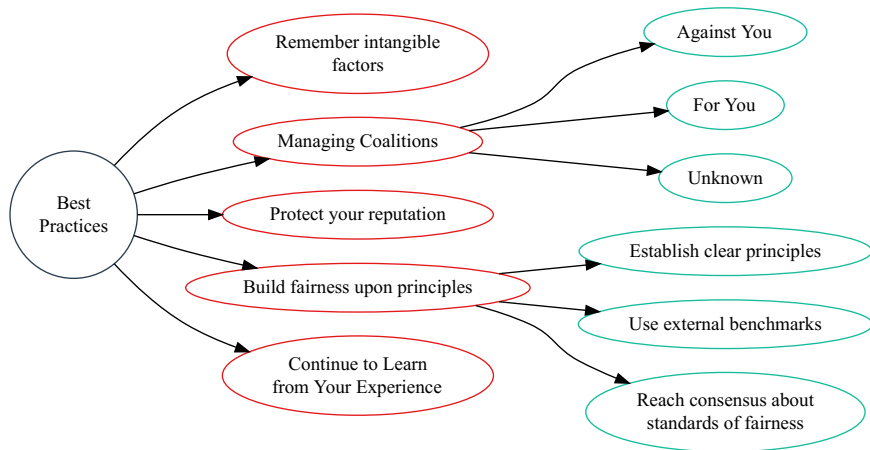 Best
Practices
Remember intangible
factors
Managing Coalitions
Against You
For You
Unknown
Protect your reputation
Build fairness upon principles
Establish clear principles
Use external benchmarks
Reach consensus about
standards of fairness
Continue to Learn
from Your Experience